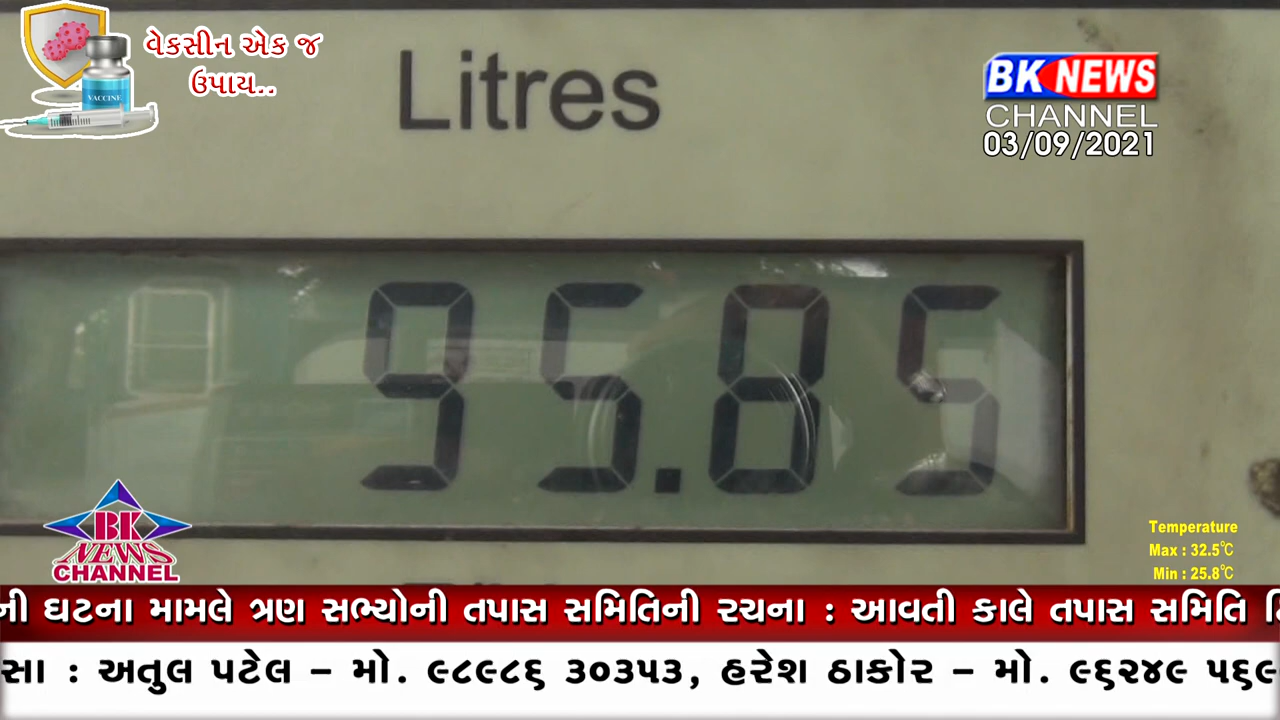 વેકસીન એક જ
ઉપાય..
VACCINE
Litres
BK NEWS
CHANNEL
03/09/2021
95.85
BK
NEWS
CHANNEL
Temperature
Max : 32.5℃
Min : 25.8℃
ની ઘટના મામલે ત્રણ સભ્યોની તપાસ સમિતિની રચના : આવતી કાલે તપાસ સમિતિ
સા : અતુલ પટેલ – મો. ૯૮૯૮૬ ૩૦૩૫૩, હરેશ ઠાકોર – મો. ૯૬૨૪૯ ૫૬૯